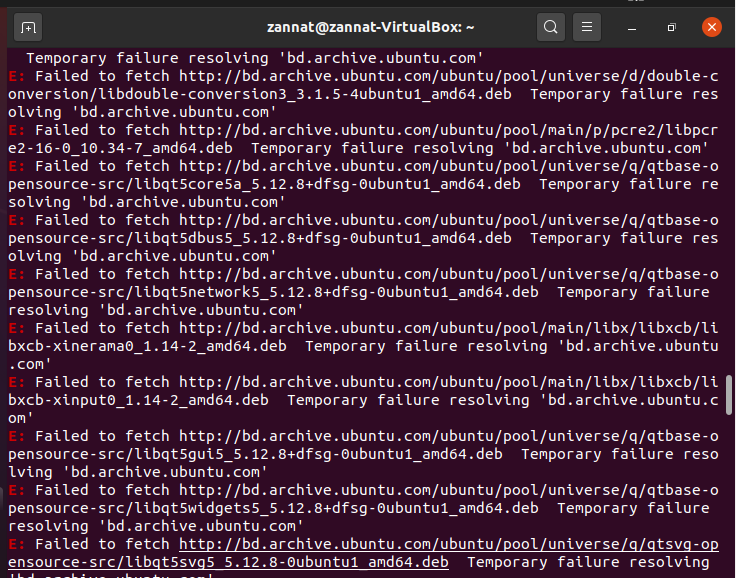 zannat@zannat-VirtualBox: ~
Temporary failure resolving 'bd.archive.ubuntu.com'
E: Failed to fetch http://bd.archive.ubuntu.com/ubuntu/pool/universe/d/double-c
onversion/libdouble-conversion3_3.1.5-4ubuntu1_amd64.deb  Temporary failure res
olving 'bd.archive.ubuntu.com'
E: Failed to fetch http://bd.archive.ubuntu.com/ubuntu/pool/main/p/pcre2/libpcr
e2-16-0_10.34-7_amd64.deb  Temporary failure resolving 'bd.archive.ubuntu.com'
E: Failed to fetch http://bd.archive.ubuntu.com/ubuntu/pool/universe/q/qtbase-o
pensource-src/libqt5core5a_5.12.8+dfsg-0ubuntu1_amd64.deb  Temporary failure re
solving 'bd.archive.ubuntu.com'
E: Failed to fetch http://bd.archive.ubuntu.com/ubuntu/pool/universe/q/qtbase-o
pensource-src/libqt5dbus5_5.12.8+dfsg-0ubuntu1_amd64.deb  Temporary failure res
olving 'bd.archive.ubuntu.com'
E: Failed to fetch http://bd.archive.ubuntu.com/ubuntu/pool/universe/q/qtbase-o
pensource-src/libqt5network5_5.12.8+dfsg-0ubuntu1_amd64.deb  Temporary failure
resolving 'bd.archive.ubuntu.com'
E: Failed to fetch http://bd.archive.ubuntu.com/ubuntu/pool/main/libx/libxcb/li
bxcb-xinerama0_1.14-2_amd64.deb  Temporary failure resolving 'bd.archive.ubuntu
.com'
E: Failed to fetch http://bd.archive.ubuntu.com/ubuntu/pool/main/libx/libxcb/li
bxcb-xinput0_1.14-2_amd64.deb  Temporary failure resolving 'bd.archive.ubuntu.c
om'
E: Failed to fetch http://bd.archive.ubuntu.com/ubuntu/pool/universe/q/qtbase-o
pensource-src/libqt5gui5_5.12.8+dfsg-0ubuntu1_amd64.deb  Temporary failure reso
lving 'bd.archive.ubuntu.com'
E: Failed to fetch http://bd.archive.ubuntu.com/ubuntu/pool/universe/q/qtbase-o
pensource-src/libqt5widgets5_5.12.8+dfsg-0ubuntu1_amd64.deb  Temporary failure
resolving 'bd.archive.ubuntu.com'
E: Failed to fetch http://bd.archive.ubuntu.com/ubuntu/pool/universe/q/qtsvg-op
ensource-src/libqt5svg5_5.12.8-0ubuntu1_amd64.deb  Temporary failure resolving
'bd.archive.ubuntu.com'